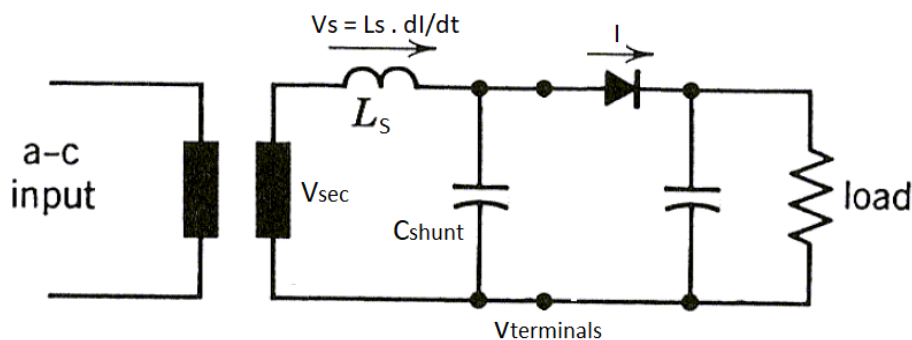 Vs = Ls . dI/dt
I
Ls
a-c
input
Vsec
Cshunt
load
Vterminals